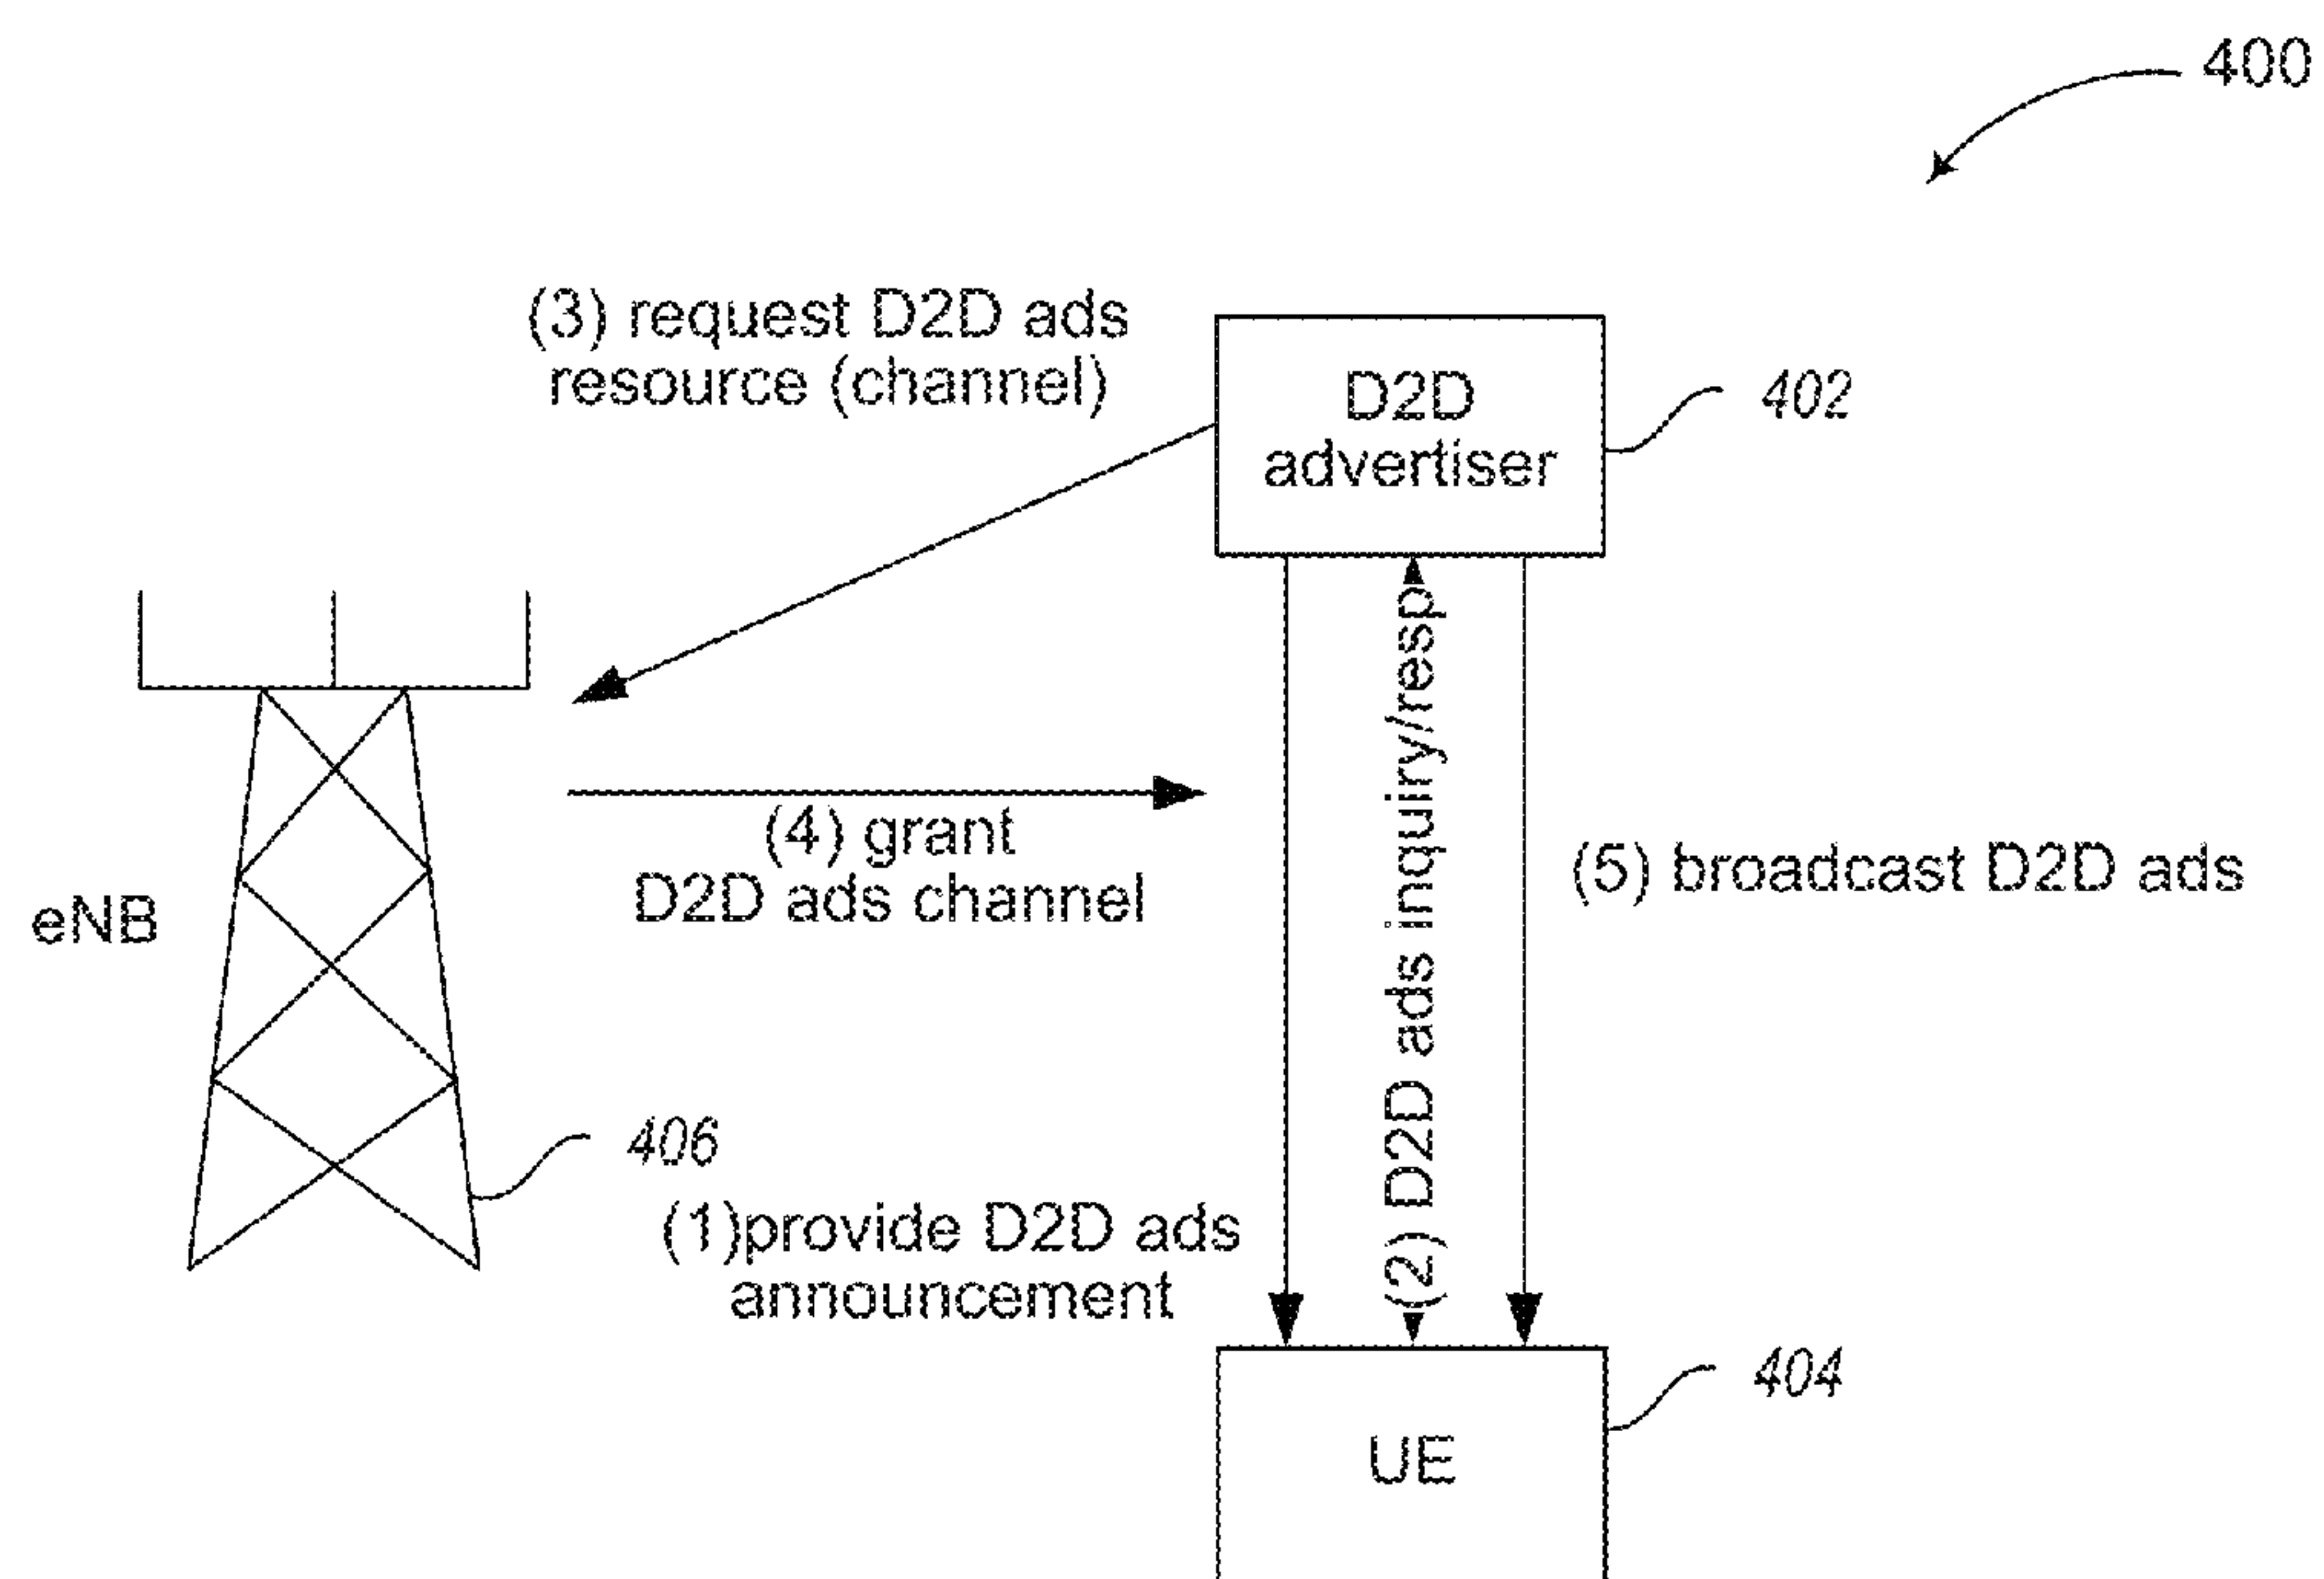 400
(3) request D2D ads
resource (channel)
D2D
advertiser
402
(4) grant
D2D ads channel
(2) D2D ads inquiry/resp
(5) broadcast D2D ads
eNB
406
(1)provide D2D ads
announcement
404
UE